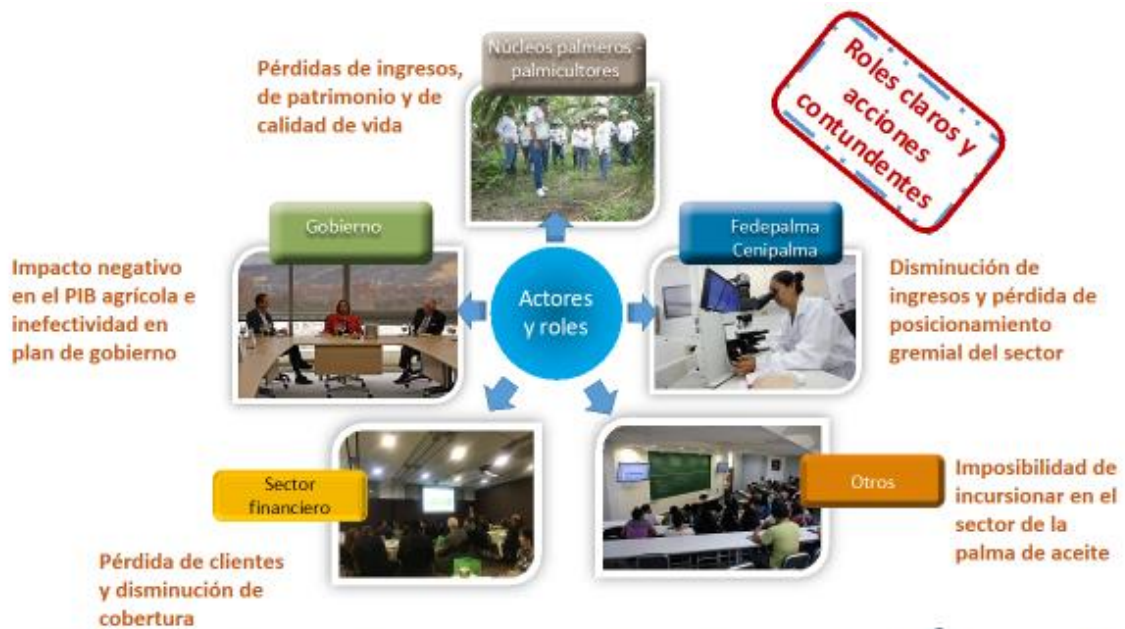 Núcleos palmeros -
palmicultores
Pérdidas de ingresos,
de patrimonio y de
calidad de vida
Roles claros y
acciones
contundentes
Gobierno
Fedepalma
Cenipalma
Impacto negativo
en el PIB agrícola e
inefectividad en
plan de gobierno
Actores
y roles
Disminución de
ingresos y pérdida de
posicionamiento
gremial del sector
Sector
financiero
Otros
Imposibilidad de
incursionar en el
sector de la
palma de aceite
Pérdida de clientes
y disminución de
cobertura